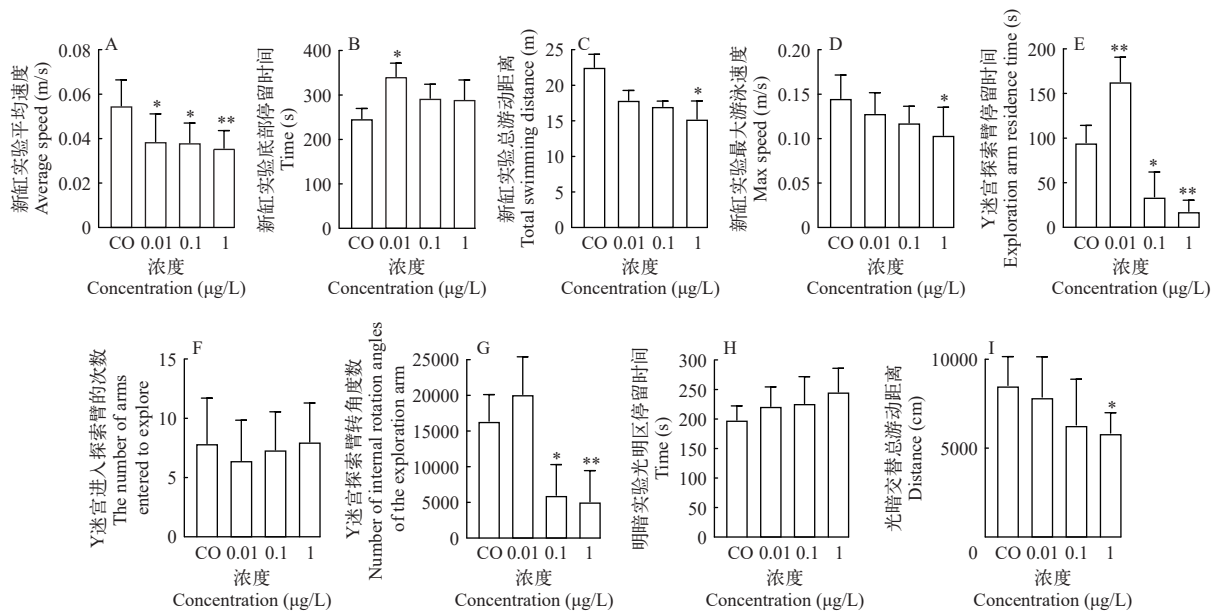 A
新缸实验平均速度
Average speed (m/s)
0.08
0.06
0.04
0.02
0
*
*
**
CO 0.01 0.1 1
浓度
Concentration (μg/L)
B
新缸实验底部停留时间
Time (s)
400
300
200
100
0
*
CO 0.01 0.1 1
浓度
Concentration (μg/L)
C
新缸实验总游动距离
Total swimming distance (m)
25
20
15
10
5
0
*
CO 0.01 0.1 1
浓度
Concentration (μg/L)
D
新缸实验最大游泳速度
Max speed (m/s)
0.20
0.15
0.10
0.05
0
*
CO 0.01 0.1 1
浓度
Concentration (μg/L)
E
Y迷宫探索臂停留时间
Exploration arm residence time (s)
200
150
100
50
0
**
*
**
CO 0.01 0.1 1
浓度
Concentration (μg/L)
F
Y迷宫进入探索臂的次数
The number of arms
entered to explore
15
10
5
0
CO 0.01 0.1 1
浓度
Concentration (μg/L)
G
Y迷宫探索臂转角度数
Number of internal rotation angles
of the exploration arm
25000
20000
15000
10000
5000
0
*
**
CO 0.01 0.1 1
浓度
Concentration (μg/L)
H
明暗实验光明区停留时间
Time (s)
300
250
200
150
100
50
0
CO 0.01 0.1 1
浓度
Concentration (μg/L)
I
光暗交替总游动距离
Distance (cm)
10000
5000
0
*
CO 0.01 0.1 1
浓度
Concentration (μg/L)